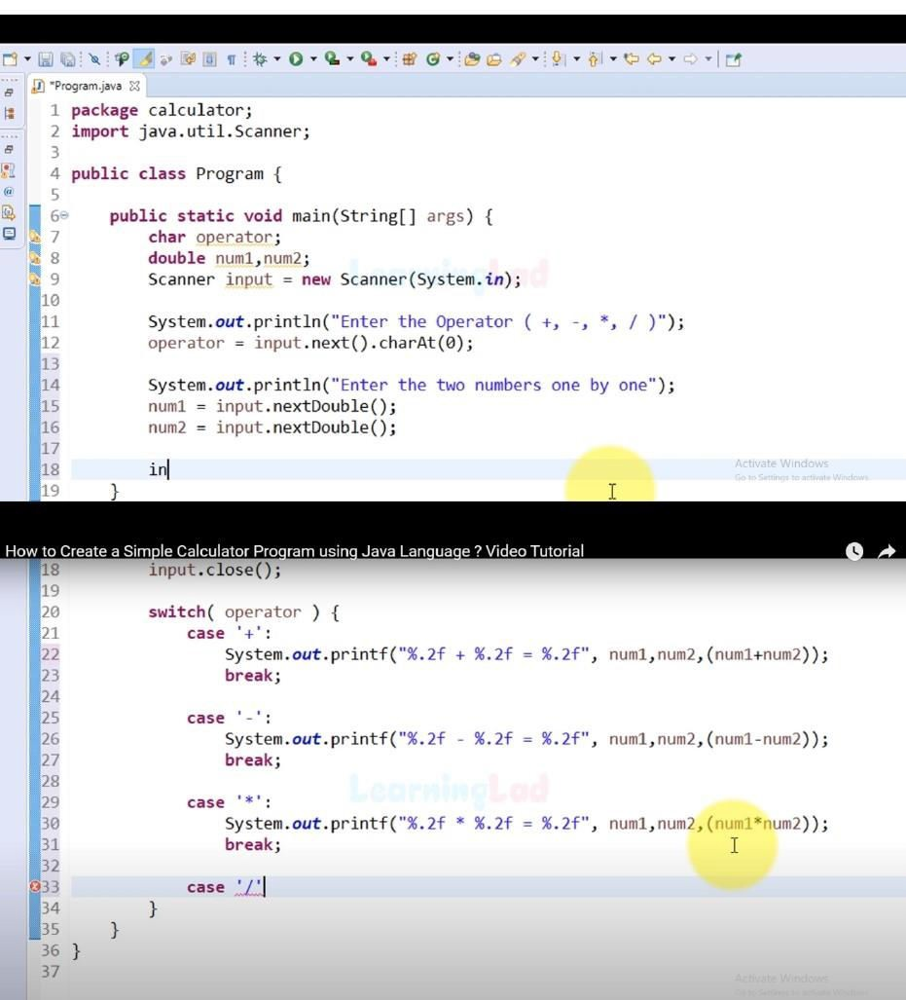 *Program.java
1 package calculator;
2 import java.util.Scanner;
3
4 public class Program {
5
6 public static void main(String[] args) {
7 char operator;
8 double num1,num2;
9 Scanner input = new Scanner(System.in);
10
11 System.out.println("Enter the Operator ( +, -, *, / )");
12 operator = input.next().charAt(0);
13
14 System.out.println("Enter the two numbers one by one");
15 num1 = input.nextDouble();
16 num2 = input.nextDouble();
17
18 in
19 }
LearningLad
Activate Windows
Go to Settings to activate Windows.
How to Create a Simple Calculator Program using Java Language ? Video Tutorial
18 input.close();
19
20 switch( operator ) {
21 case '+':
22 System.out.printf("%.2f + %.2f = %.2f", num1,num2,(num1+num2));
23 break;
24
25 case '-':
26 System.out.printf("%.2f - %.2f = %.2f", num1,num2,(num1-num2));
27 break;
28
LearningLad
29 case '*':
30 System.out.printf("%.2f * %.2f = %.2f", num1,num2,(num1*num2));
31 break;
32
33 case '/'
34 }
35 }
36 }
37
Activate Windows
Go to Settings to activate Windows.